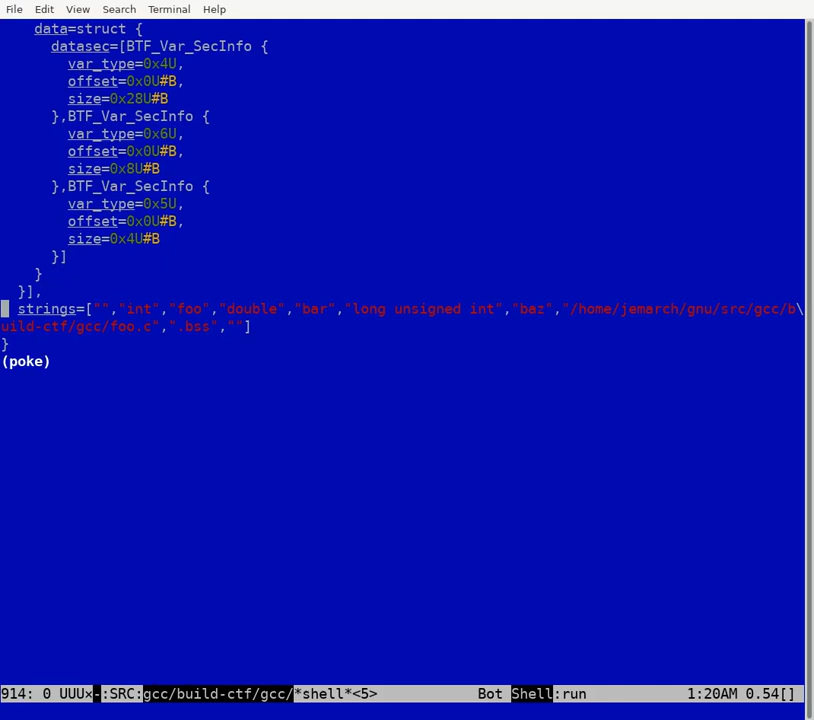 File Edit View Search Terminal Help
data=struct {
datasec=[BTF_Var_SecInfo {
var_type=0x4U,
offset=0x0U#B,
size=0x28U#B
},BTF_Var_SecInfo {
var_type=0x6U,
offset=0x0U#B,
size=0x8U#B
},BTF_Var_SecInfo {
var_type=0x5U,
offset=0x0U#B,
size=0x4U#B
}]
}
}],
strings=["","int","foo","double","bar","long unsigned int","baz","/home/jemarch/gnu/src/gcc/b\
uild-ctf/gcc/foo.c",".bss",""]
}
(poke)
914: 0 UUU×-:SRC:gcc/build-ctf/gcc/*shell*<5> Bot Shell:run 1:20AM 0.54[]